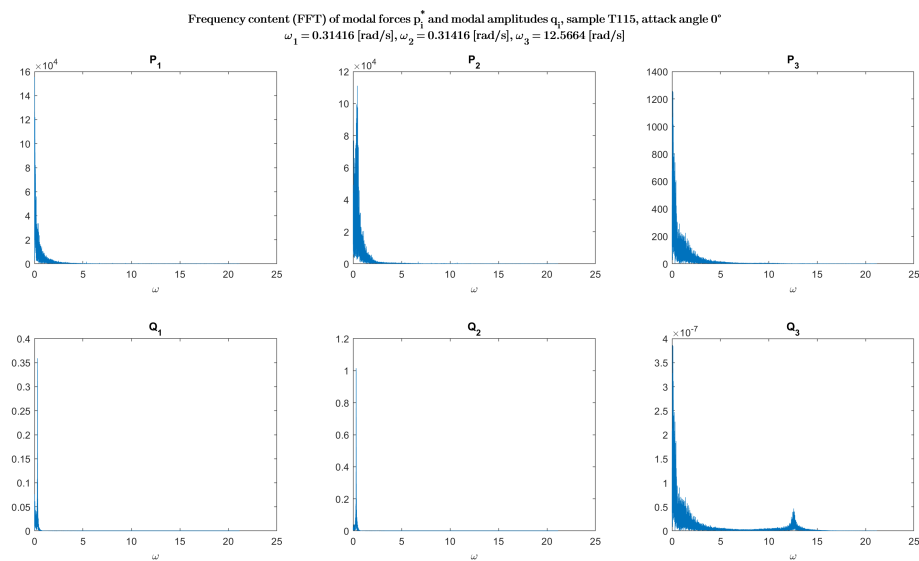 Frequency content (FFT) of modal forces p*i and modal amplitudes qi, sample T115, attack angle 0°
ω1 = 0.31416 [rad/s], ω2 = 0.31416 [rad/s], ω3 = 12.5664 [rad/s]
P1 P2 P3
×10^4 ×10^4
16 14 12 10 8 6 4 2 0
0 5 10 15 20 25
ω
12 10 8 6 4 2 0
0 5 10 15 20 25
ω
1400 1200 1000 800 600 400 200 0
0 5 10 15 20 25
ω
Q1 Q2 Q3
0.4 0.35 0.3 0.25 0.2 0.15 0.1 0.05 0
0 5 10 15 20 25
ω
1.2 1 0.8 0.6 0.4 0.2 0
0 5 10 15 20 25
ω
×10^-7
4 3.5 3 2.5 2 1.5 1 0.5 0
0 5 10 15 20 25
ω